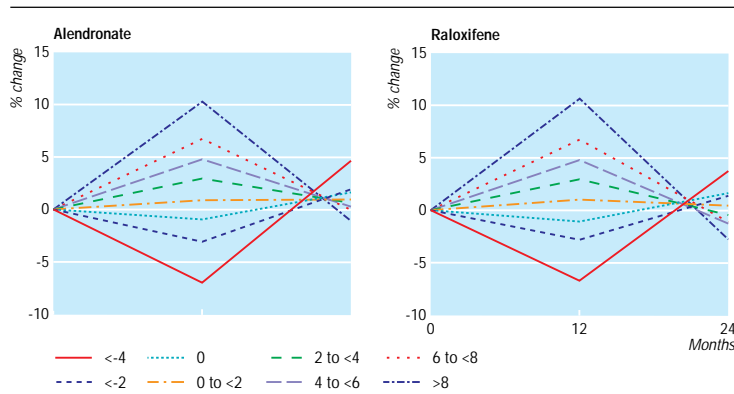 Alendronate
% change
15
10
5
0
-5
-10
Raloxifene
% change
15
10
5
0
-5
-10
0 12 24
Months
<-4 0 2 to <4 6 to <8
<-2 0 to <2 4 to <6 >8